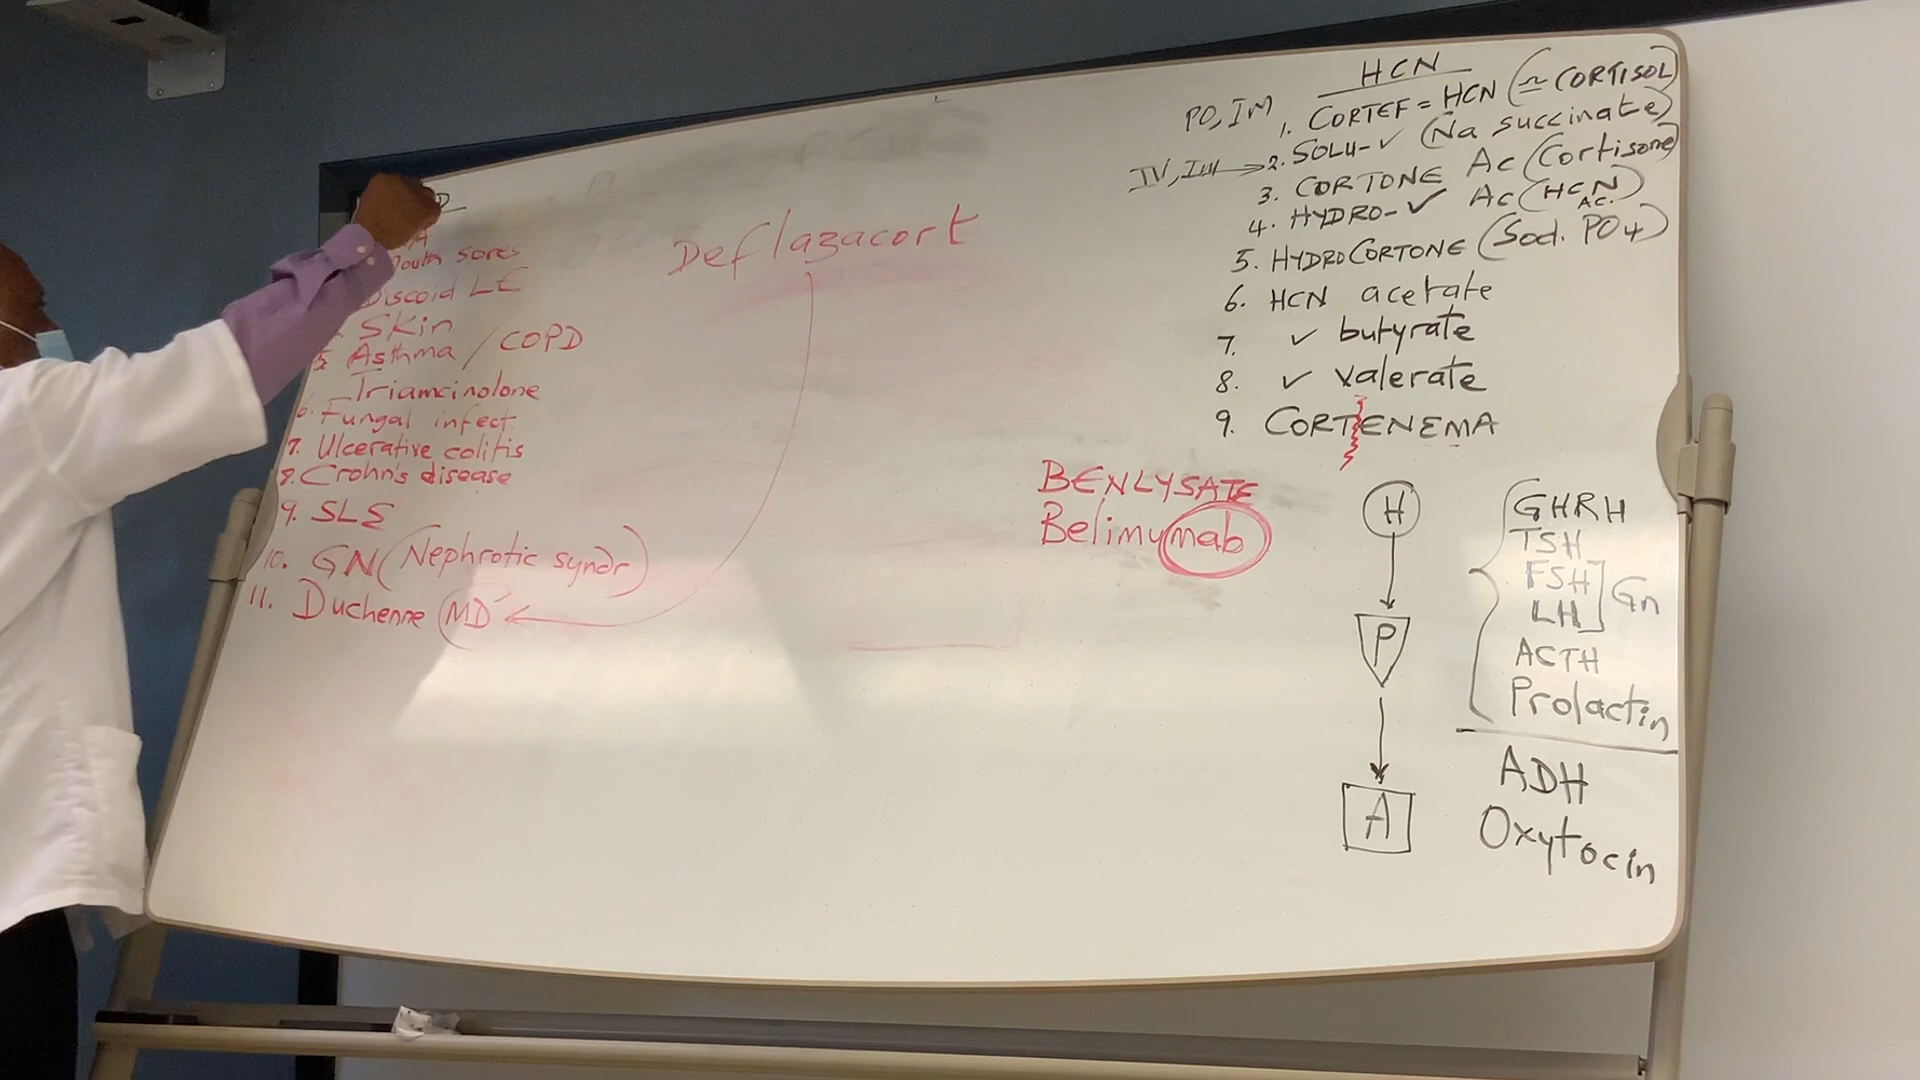 Mouth sores
Discoid LE
Skin
5. Asthma / COPD
Triamcinolone
6. Fungal infect
7. Ulcerative colitis
8. Crohn's disease
9. SLE
10. GN (Nephrotic syndr)
11. Duchenne MD
Deflazacort
BENLYSATE
Belimumab
HCN
PO, IM 1. CORTEF = HCN (≃ CORTISOL)
IV, IM → 2. SOLU- ✓ (Na succinate)
3. CORTONE Ac (Cortisone)
4. HYDRO- ✓ Ac (HCN AC.)
5. HYDROCORTONE (Sod. PO4)
6. HCN acetate
7. ✓ butyrate
8. ✓ valerate
9. CORTENEMA
H
P
A
GHRH
TSH
FSH
LH
Gn
ACTH
Prolactin
ADH
Oxytocin